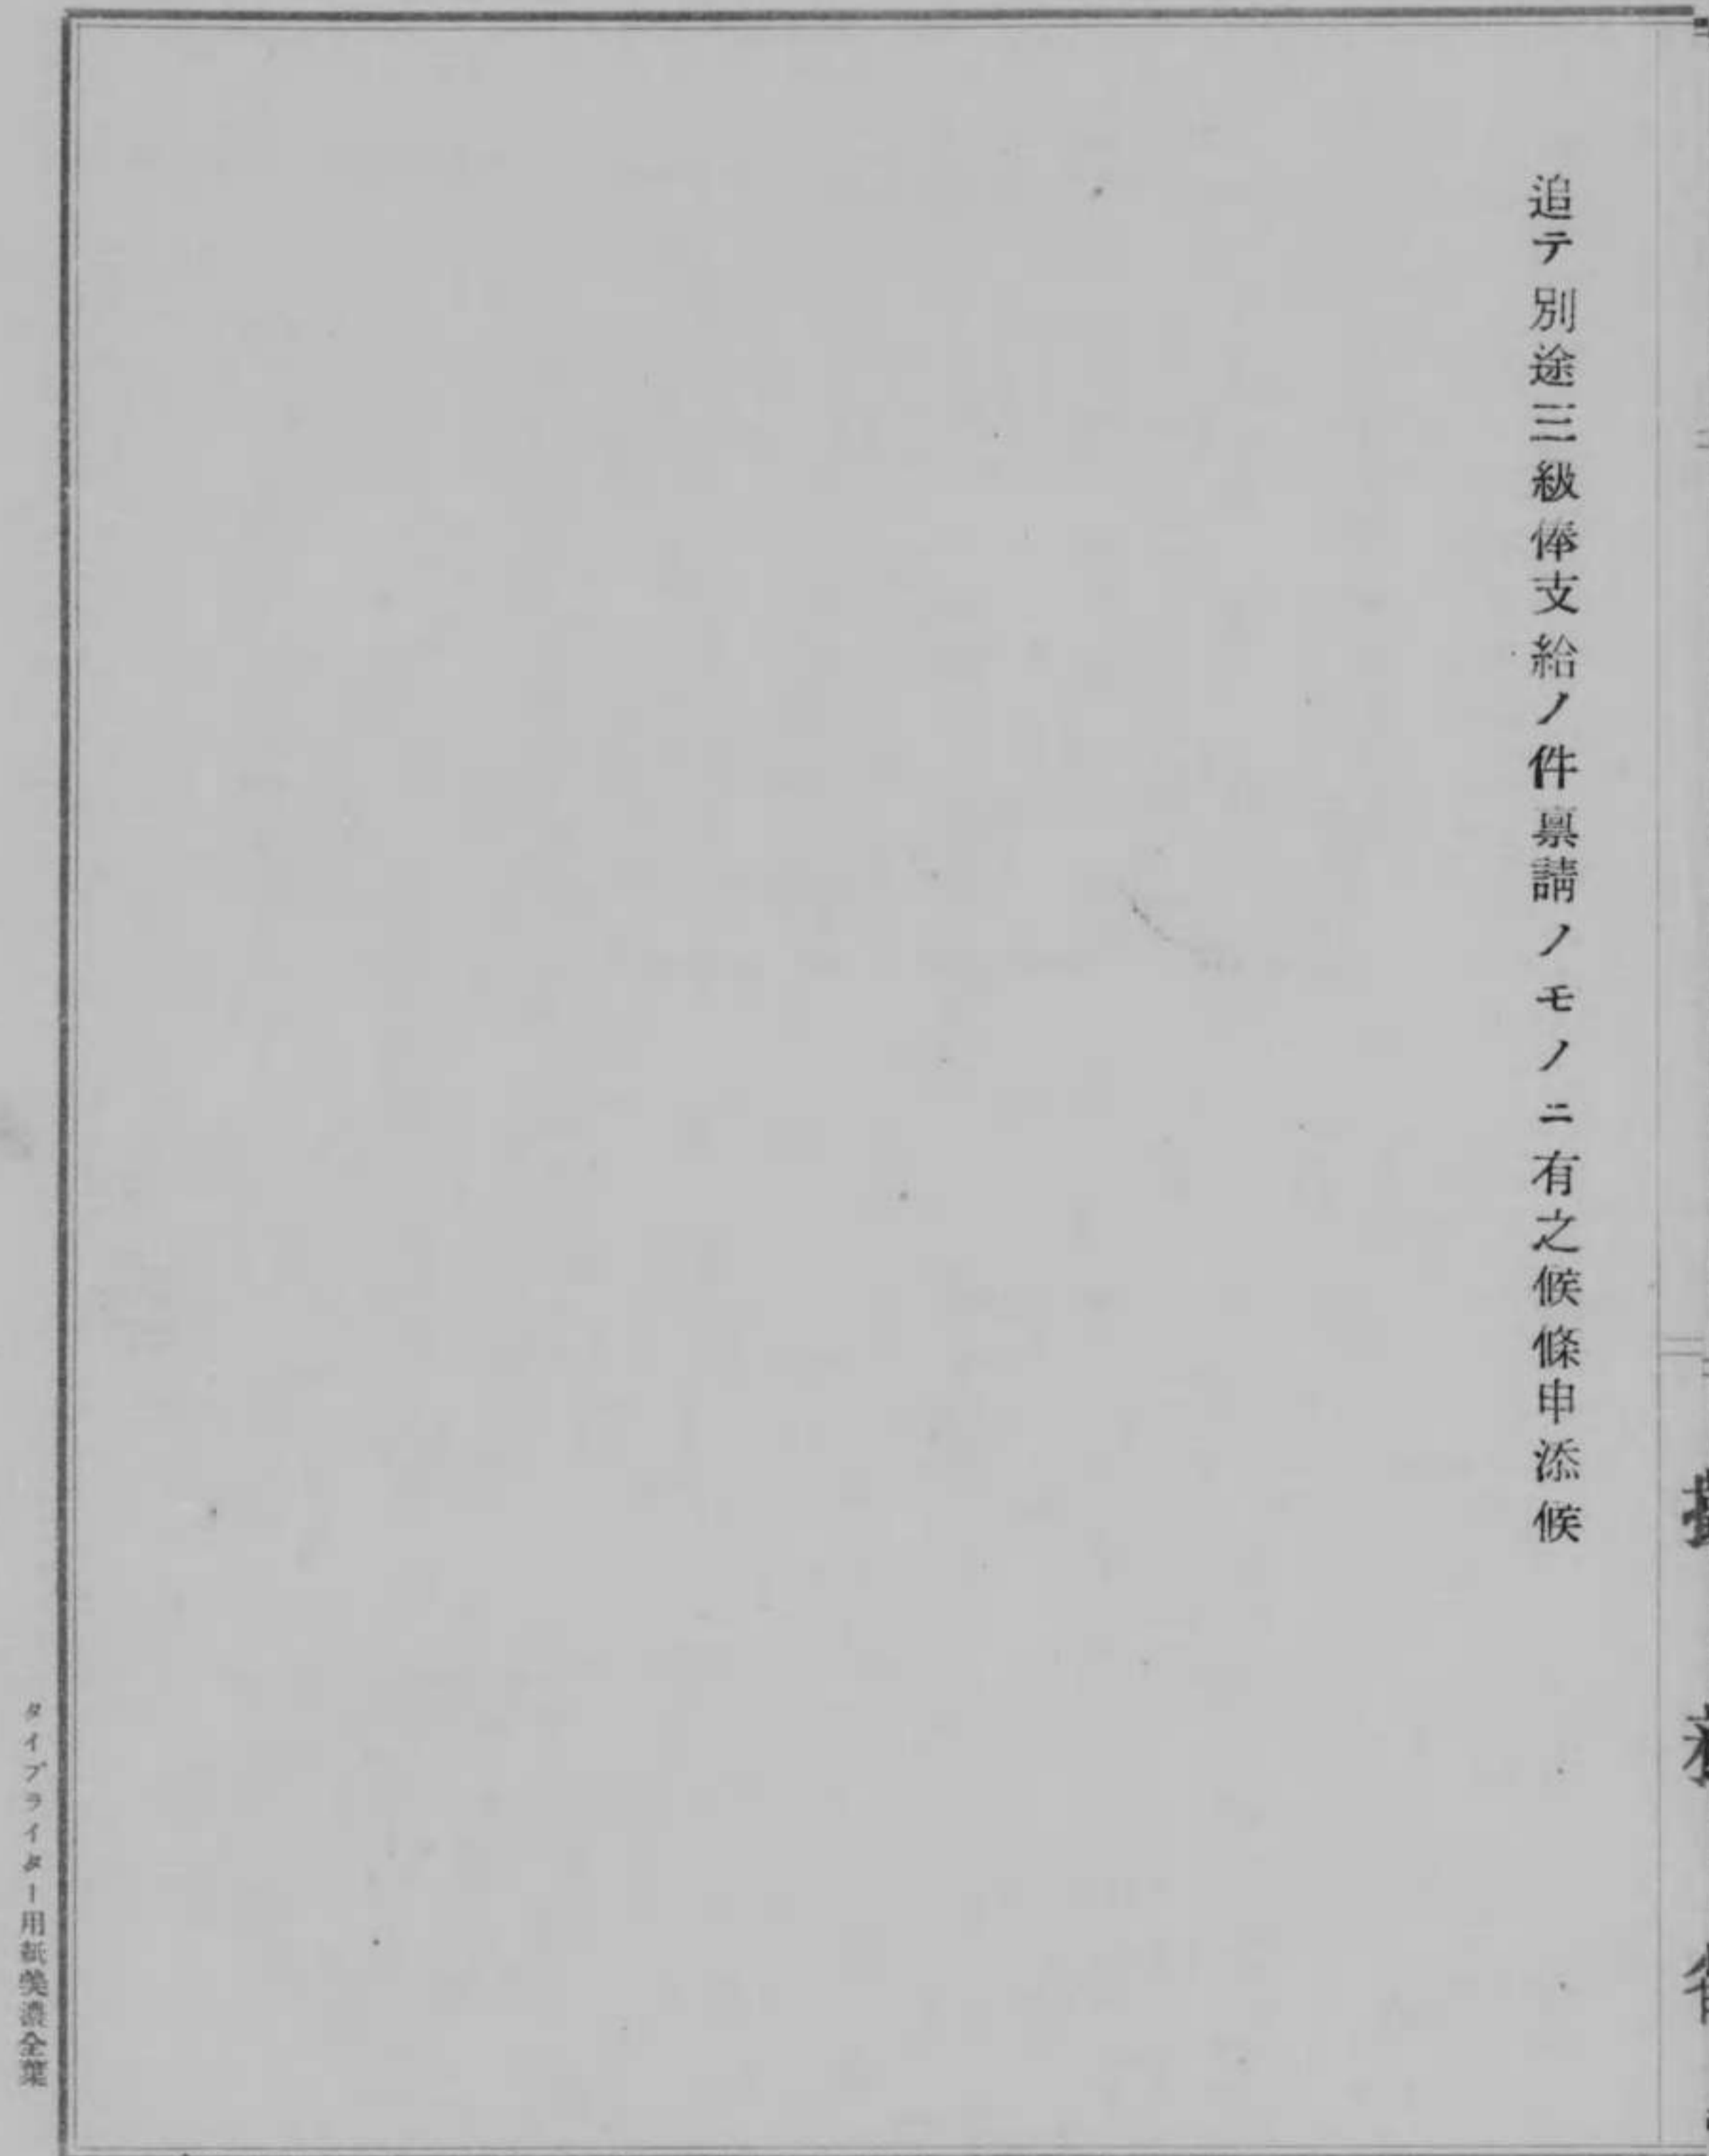 追テ別途三級俸支給ノ件禀請ノモノニ有之候條申添候
タイプライター用紙美濃全葉